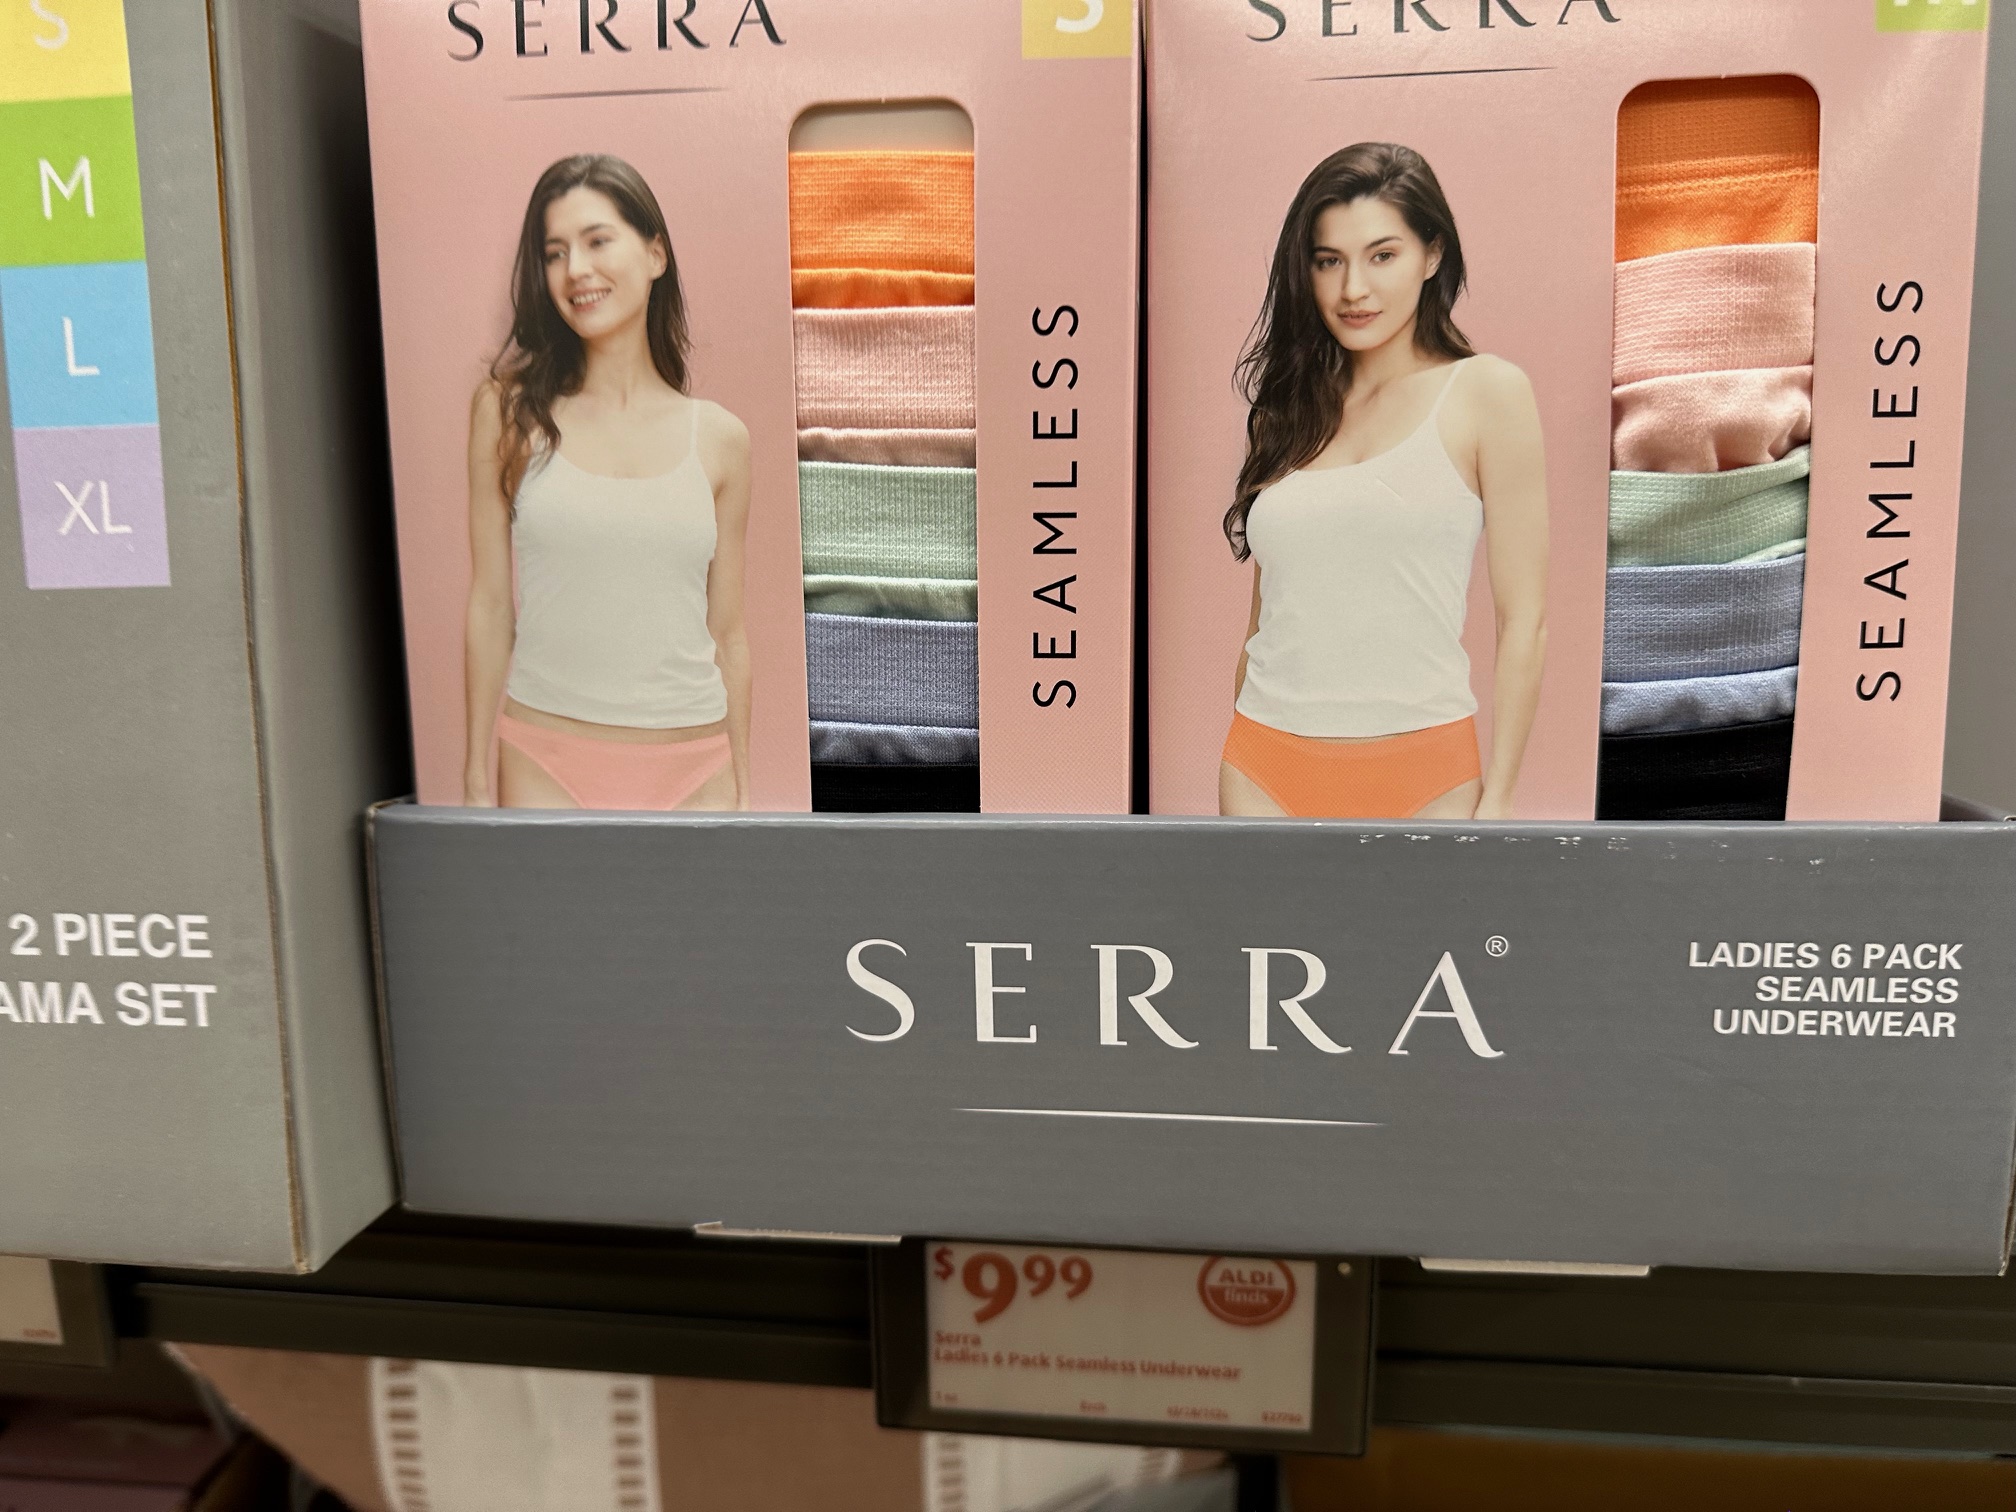 S
M
L
XL
2 PIECE
AMA SET
SERRA
S
SEAMLESS
SERRA
SEAMLESS
SERRA®
LADIES 6 PACK
SEAMLESS
UNDERWEAR
$9.99
ALDI
finds
Serra
Ladies 6 Pack Seamless Underwear
Each